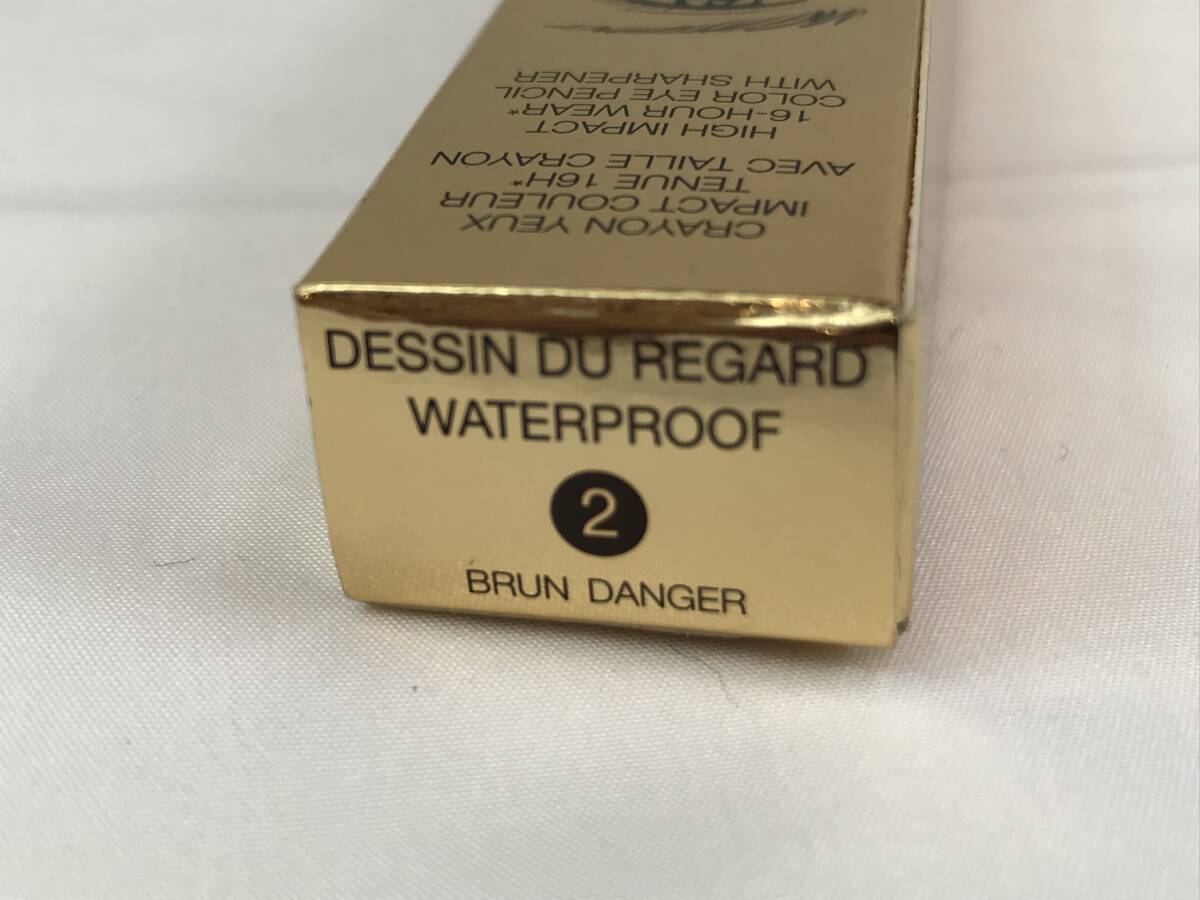 DESSIN DU REGARD
WATERPROOF
2
BRUN DANGER
CRAYON YEUX
IMPACT COULEUR
TENUE 16H*
AVEC TAILLE CRAYON
HIGH IMPACT
16-HOUR WEAR*
COLOR EYE PENCIL
WITH SHARPENER